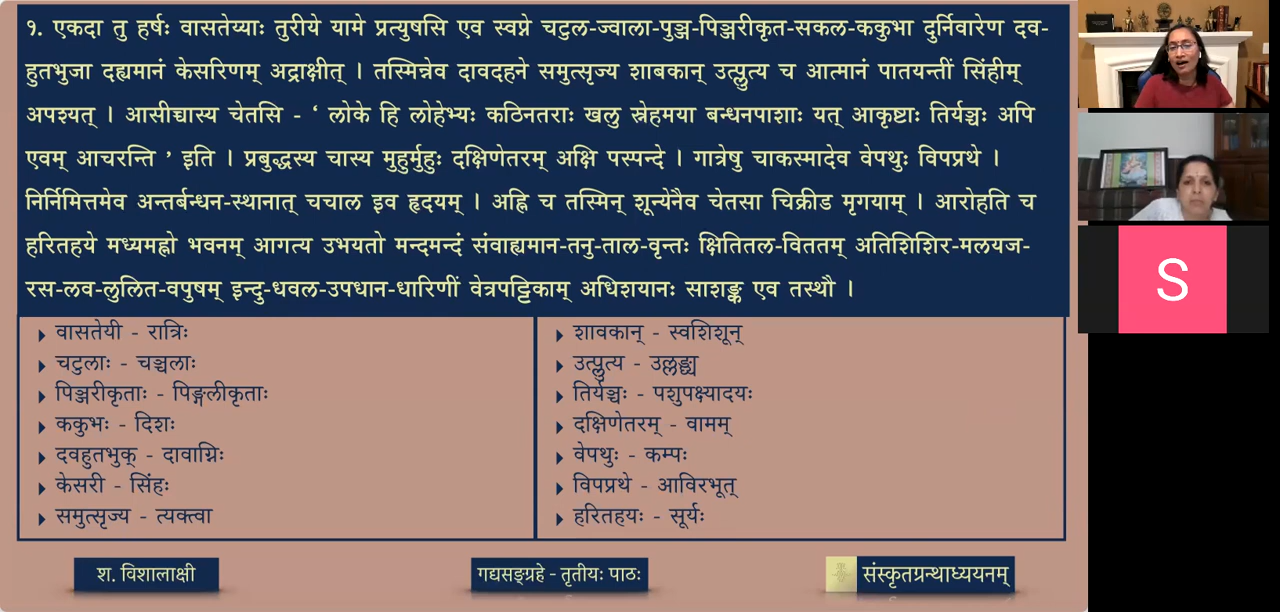 १. एकदा तु हर्षः वासतेय्याः तुरीये यामे प्रत्युषसि एव स्वप्ने चटुल-ज्वाला-पुञ्ज-पिञ्जरीकृत-सकल-ककुभा दुर्निवारेण दव-
हुतभुजा दह्यमानं केसरिणम् अद्राक्षीत् । तस्मिन्नेव दावदहने समुत्सृज्य शाबकान् उत्प्लुत्य च आत्मानं पातयन्तीं सिंहीम्
अपश्यत् । आसीच्चास्य चेतसि - ‘ लोके हि लोहेभ्यः कठिनतराः खलु स्नेहमया बन्धनपाशाः यत् आकृष्टाः तिर्यञ्चः अपि
एवम् आचरन्ति ’ इति । प्रबुद्धस्य चास्य मुहुर्मुहुः दक्षिणेतरम् अक्षि पस्पन्दे । गात्रेषु चाकस्मादेव वेपथुः विपप्रथे ।
निर्निमित्तमेव अन्तर्बन्धन-स्थानात् चचाल इव हृदयम् । अह्नि च तस्मिन् शून्येनैव चेतसा चिक्रीड मृगयाम् । आरोहति च
हरितहये मध्यमह्नो भवनम् आगत्य उभयतो मन्दमन्दं संवाह्यमान-तनु-ताल-वृन्तः क्षितितल-विततम् अतिशिशिर-मलयज-
रस-लव-लुलित-वपुषम् इन्दु-धवल-उपधान-धारिणीं वेत्रपट्टिकाम् अधिशयानः साशङ्क एव तस्थौ ।
वासतेयी - रात्रिः
चटुलाः - चञ्चलाः
पिञ्जरीकृताः - पिङ्गलीकृताः
ककुभः - दिशः
दवहुतभुक् - दावाग्निः
केसरी - सिंहः
समुत्सृज्य - त्यक्त्वा
शावकान् - स्वशिशून्
उत्प्लुत्य - उल्लङ्घ्य
तिर्यञ्चः - पशुपक्ष्यादयः
दक्षिणेतरम् - वामम्
वेपथुः - कम्पः
विपप्रथे - आविरभूत्
हरितहयः - सूर्यः
श. विशालाक्षी
गद्यसङ्ग्रहे - तृतीयः पाठः
संस्कृतग्रन्थाध्ययनम्
S